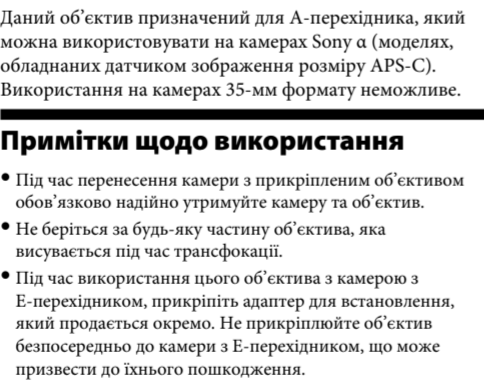 Даний об’єктив призначений для А-перехідника, який
можна використовувати на камерах Sony α (моделях,
обладнаних датчиком зображення розміру APS-C).
Використання на камерах 35-мм формату неможливе.
Примітки щодо використання
• Під час перенесення камери з прикріпленим об’єктивом
обов’язково надійно утримуйте камеру та об’єктив.
• Не беріться за будь-яку частину об’єктива, яка
висувається під час трансфокації.
• Під час використання цього об’єктива з камерою з
Е-перехідником, прикріпіть адаптер для встановлення,
який продається окремо. Не прикріплюйте об’єктив
безпосередньо до камери з Е-перехідником, що може
призвести до їхнього пошкодження.